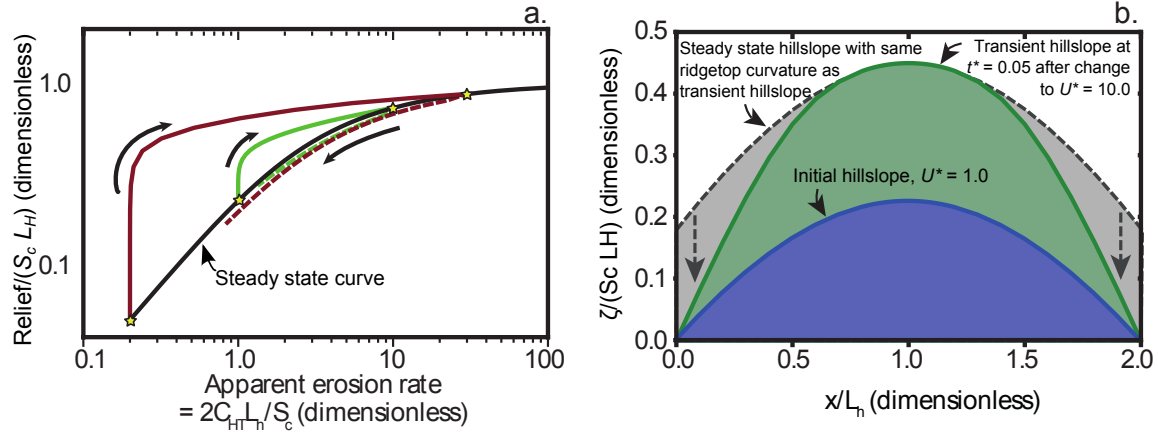 a.
Relief/(S_c L_H) (dimensionless)
1.0
0.1
Steady state curve
0.1
1.0
10
100
Apparent erosion rate
= 2C_HT L_h/S_c (dimensionless)
b.
ζ/(Sc LH) (dimensionless)
0.5
0.4
0.3
0.2
0.1
0.0
Steady state hillslope with same
ridgetop curvature as
transient hillslope
Transient hillslope at
t* = 0.05 after change
to U* = 10.0
Initial hillslope, U* = 1.0
0.0
0.5
1.0
1.5
2.0
x/L_h (dimensionless)